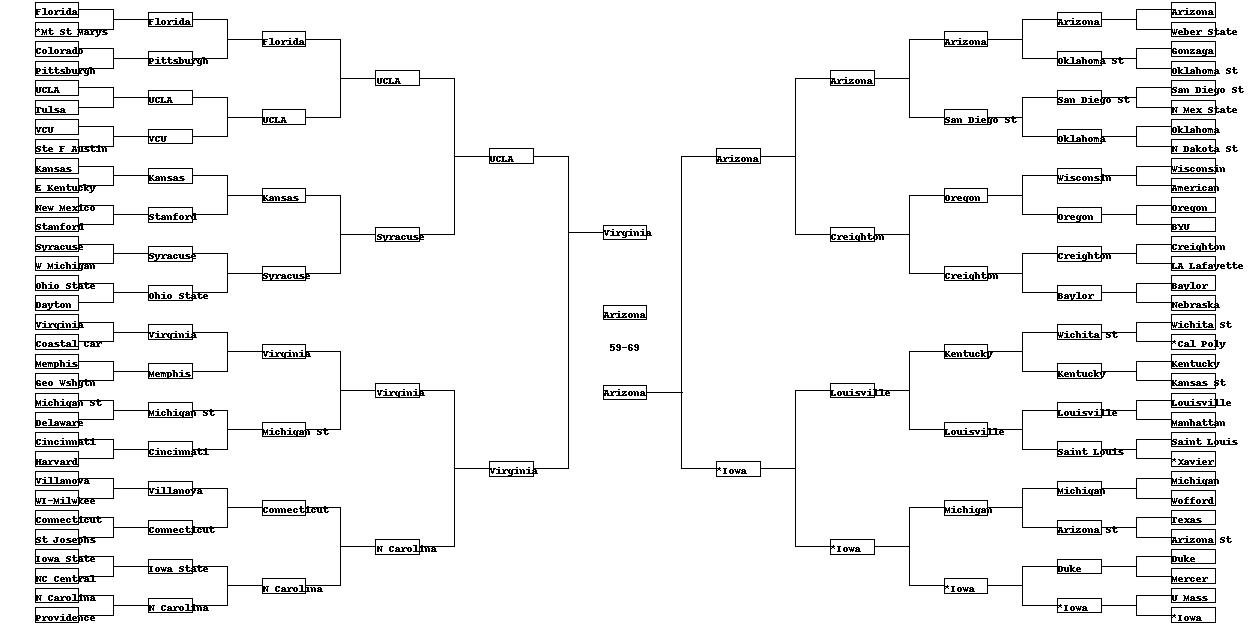 Florida
*Mt St Marys
Colorado
Pittsburgh
UCLA
Tulsa
VCU
Ste F Austin
Kansas
E Kentucky
New Mexico
Stanford
Syracuse
W Michigan
Ohio State
Dayton
Virginia
Coastal Car
Memphis
Geo Wshgtn
Michigan St
Delaware
Cincinnati
Harvard
Villanova
WI-Milwkee
Connecticut
St Josephs
Iowa State
NC Central
N Carolina
Providence
Florida
Pittsburgh
UCLA
VCU
Kansas
Stanford
Syracuse
Ohio State
Virginia
Memphis
Michigan St
Cincinnati
Villanova
Connecticut
Iowa State
N Carolina
Florida
UCLA
Kansas
Syracuse
Virginia
Michigan St
Connecticut
N Carolina
UCLA
Syracuse
Virginia
N Carolina
UCLA
Virginia
Virginia
Arizona
59-69
Arizona
Arizona
*Iowa
Arizona
Creighton
Louisville
*Iowa
Arizona
San Diego St
Oregon
Creighton
Kentucky
Louisville
Michigan
*Iowa
Arizona
Oklahoma St
San Diego St
Oklahoma
Wisconsin
Oregon
Creighton
Baylor
Wichita St
Kentucky
Louisville
Saint Louis
Michigan
Arizona St
Duke
*Iowa
Arizona
Weber State
Gonzaga
Oklahoma St
San Diego St
N Mex State
Oklahoma
N Dakota St
Wisconsin
American
Oregon
BYU
Creighton
LA Lafayette
Baylor
Nebraska
Wichita St
*Cal Poly
Kentucky
Kansas St
Louisville
Manhattan
Saint Louis
*Xavier
Michigan
Wofford
Texas
Arizona St
Duke
Mercer
U Mass
*Iowa